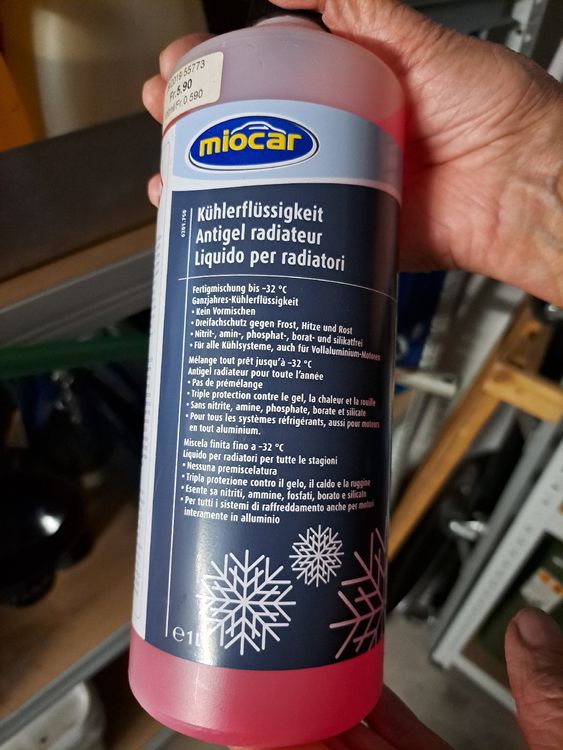 55773
Fr.5.90
0.590
miocar
6201.750
Kühlerflüssigkeit
Antigel radiateur
Liquido per radiatori
Fertigmischung bis –32 °C
Ganzjahres-Kühlerflüssigkeit
• Kein Vormischen
• Dreifachschutz gegen Frost, Hitze und Rost
• Nitrit-, amin-, phosphat-, borat- und silikatfrei
• Für alle Kühlsysteme, auch für Vollaluminium-Motoren
Mélange tout prêt jusqu'à –32 °C
Antigel radiateur pour toute l'année
• Pas de prémélange
• Triple protection contre le gel, la chaleur et la rouille
• Sans nitrite, amine, phosphate, borate et silicate
• Pour tous les systèmes réfrigérants, aussi pour moteurs
en tout aluminium.
Miscela finita fino a –32 °C
Liquido per radiatori per tutte le stagioni
• Nessuna premiscelatura
• Tripla protezione contro il gelo, il caldo e la ruggine
• Esente sa nitriti, ammine, fosfati, borato e silicato
• Per tutti i sistemi di raffreddamento anche per motori
interamente in alluminio
℮1L